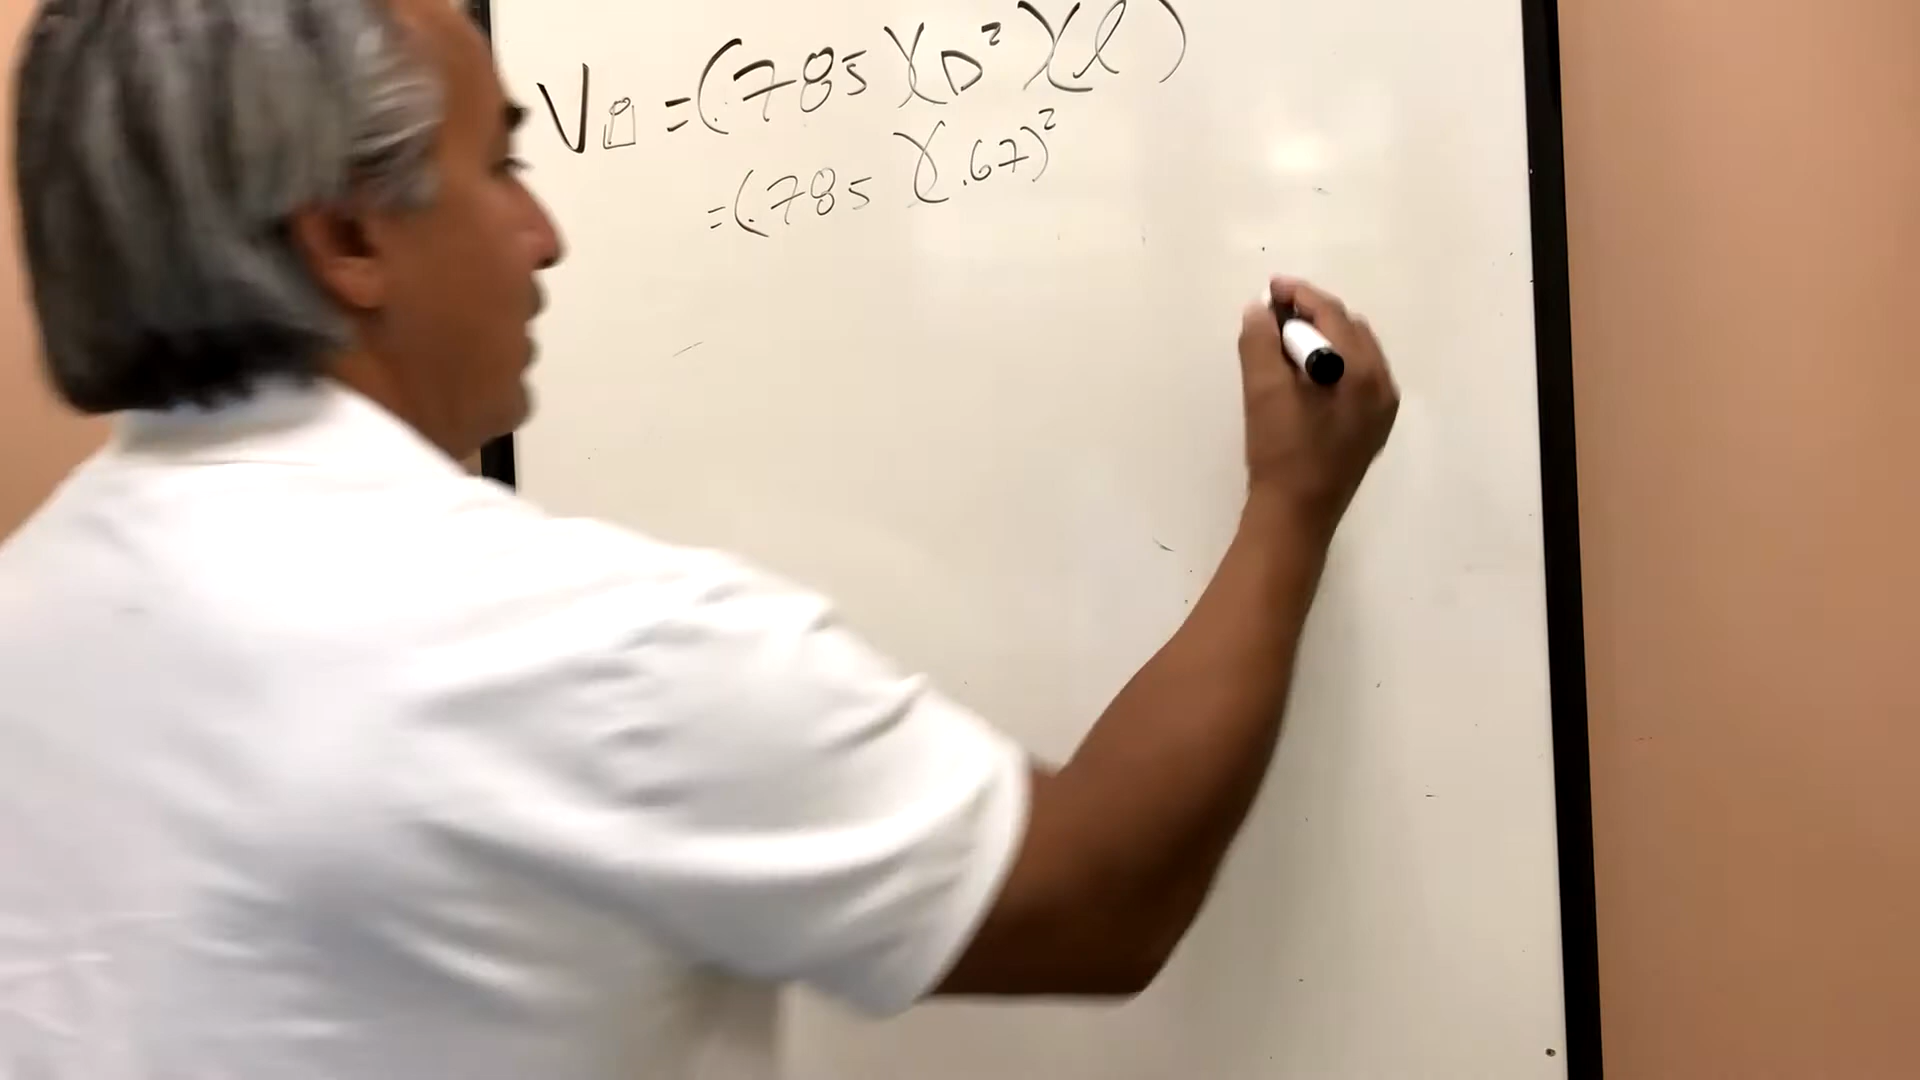 V = (.785)(D²)(l)
= (.785)(.67)²